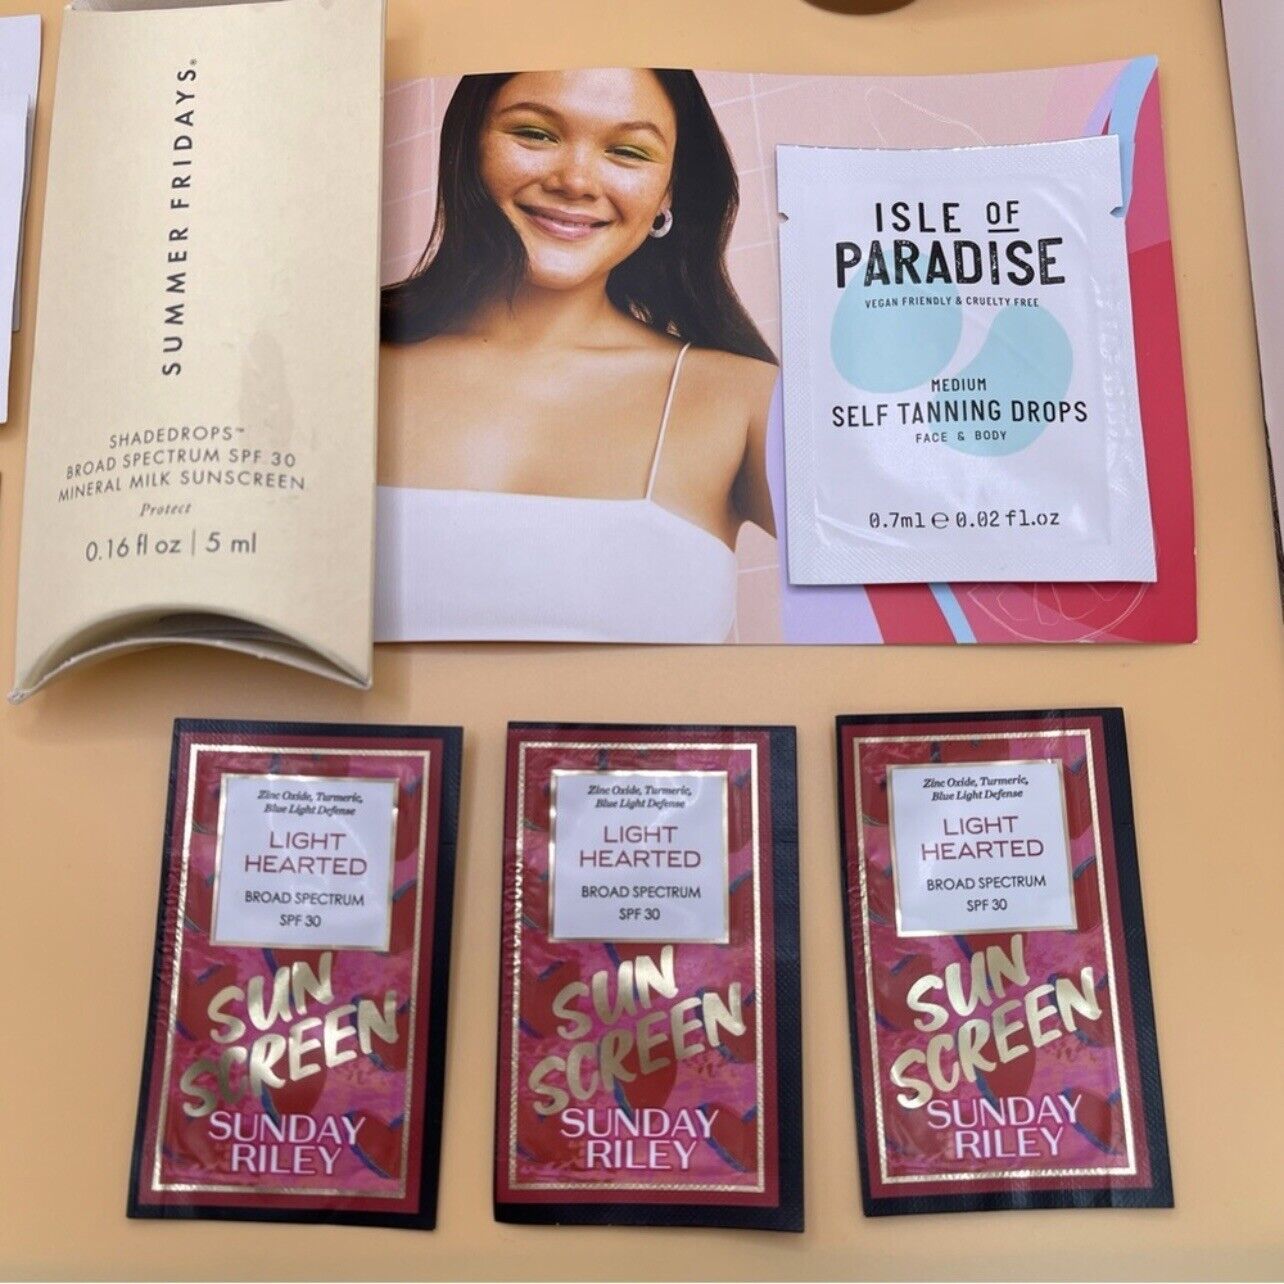 SUMMER FRIDAYS®
SHADEDROPS™
BROAD SPECTRUM SPF 30
MINERAL MILK SUNSCREEN
Protect
0.16 fl oz | 5 ml
ISLE OF
PARADISE
VEGAN FRIENDLY & CRUELTY FREE
MEDIUM
SELF TANNING DROPS
FACE & BODY
0.7ml e 0.02 fl.oz
Zinc Oxide, Turmeric,
Blue Light Defense
LIGHT
HEARTED
BROAD SPECTRUM
SPF 30
SUN
SCREEN
SUNDAY
RILEY
Zinc Oxide, Turmeric,
Blue Light Defense
LIGHT
HEARTED
BROAD SPECTRUM
SPF 30
SUN
SCREEN
SUNDAY
RILEY
Zinc Oxide, Turmeric,
Blue Light Defense
LIGHT
HEARTED
BROAD SPECTRUM
SPF 30
SUN
SCREEN
SUNDAY
RILEY